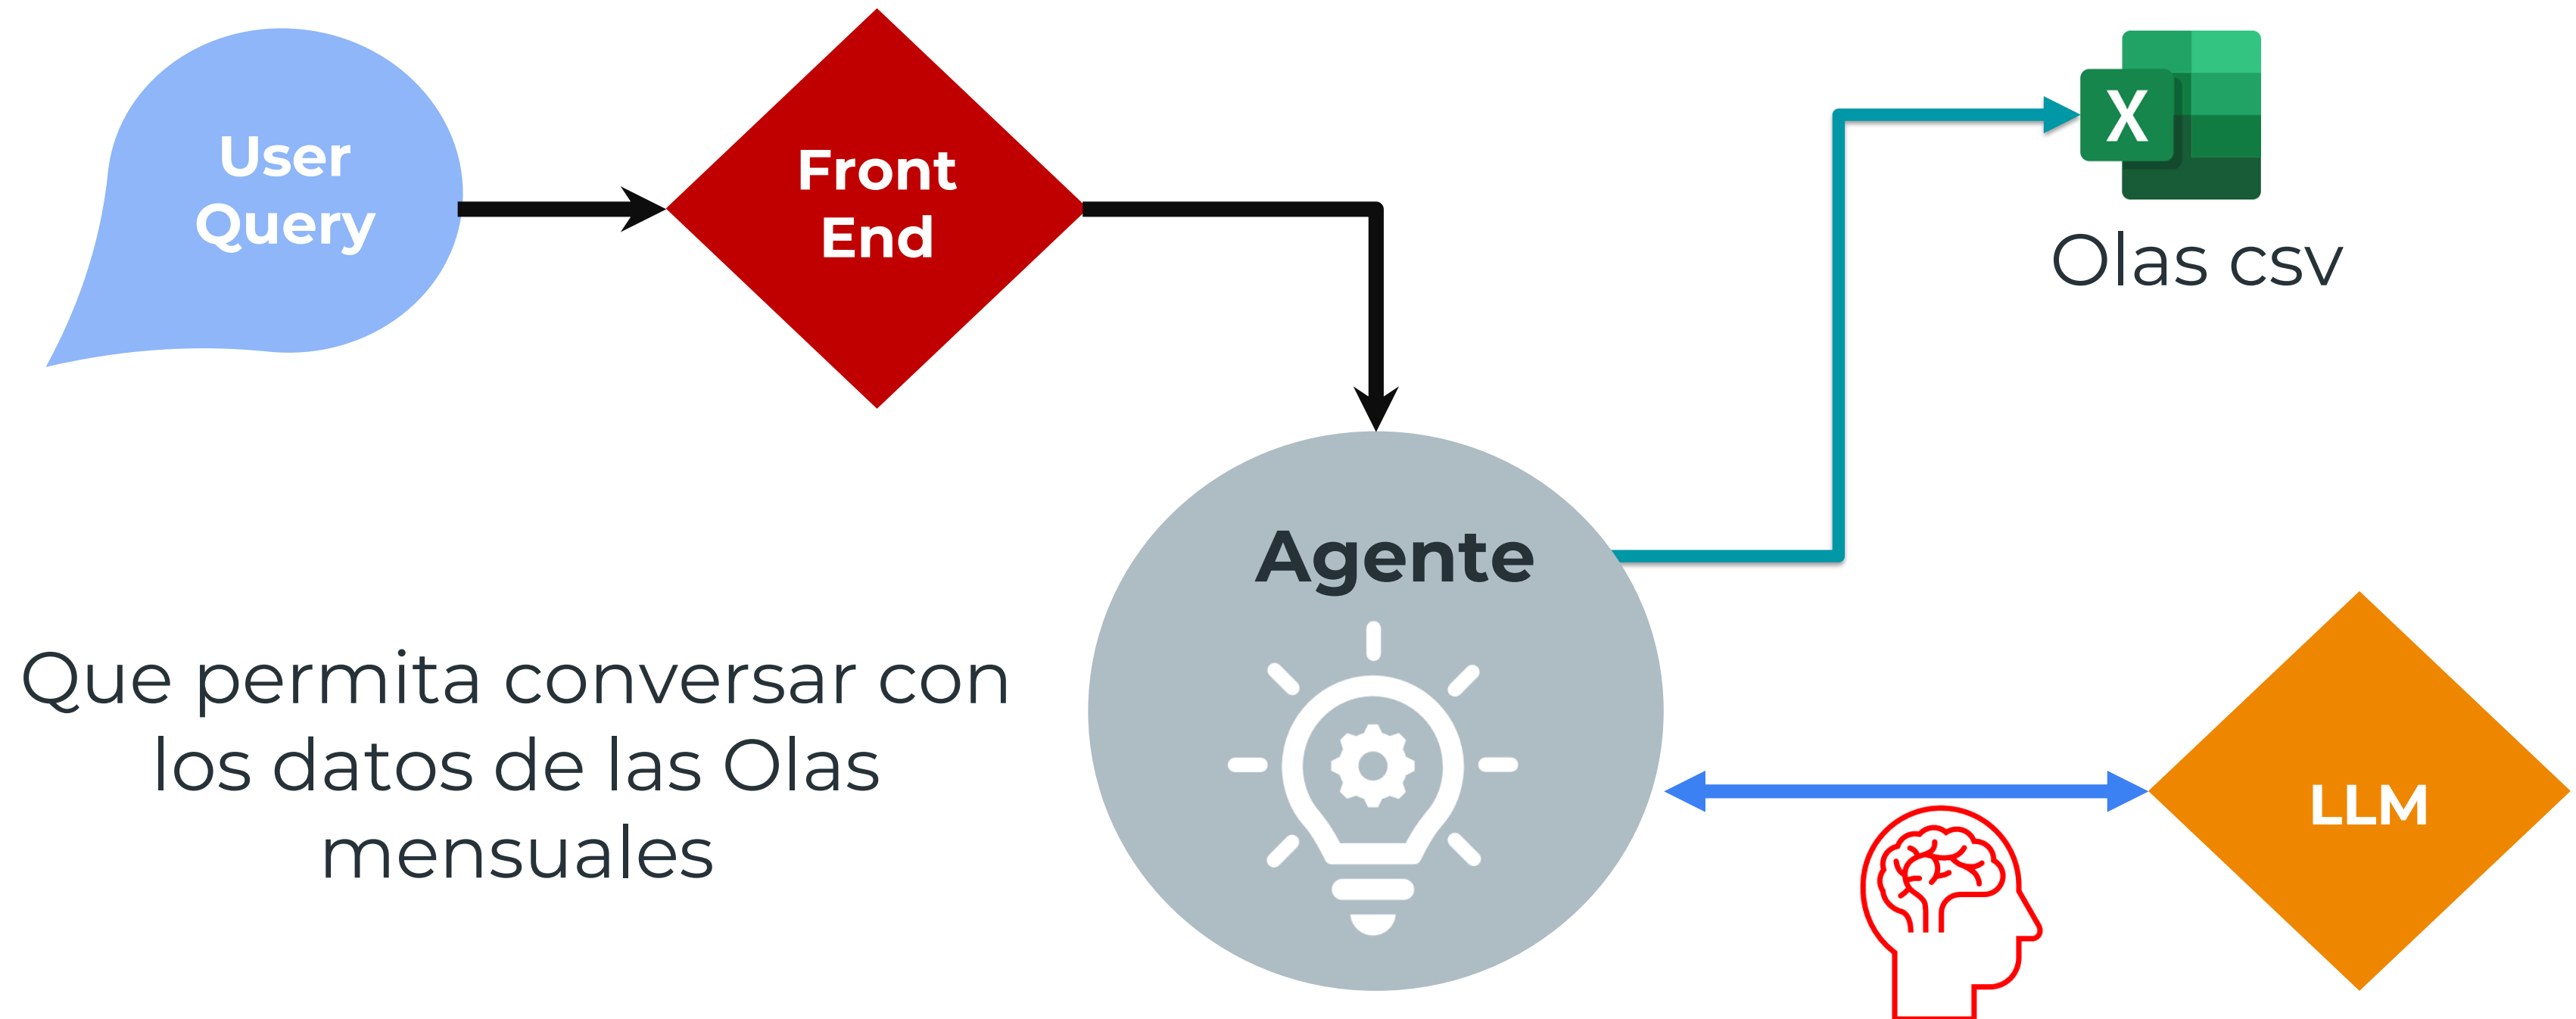 User
Query
Front
End
X
Olas csv
Agente
Que permita conversar con
los datos de las Olas
mensuales
LLM